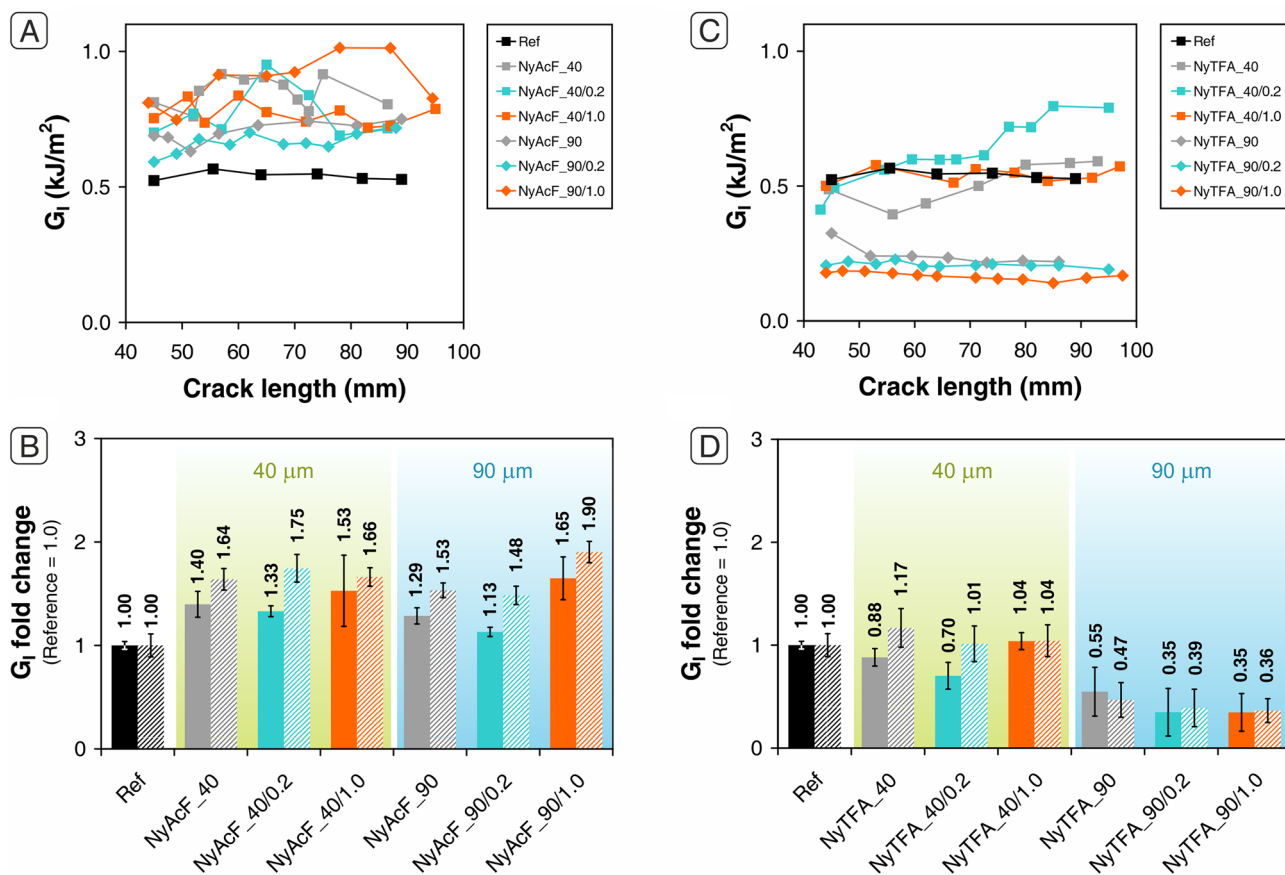 A
1.0
0.5
0.0
G_I (kJ/m²)
40 50 60 70 80 90 100
Crack length (mm)
Ref
NyAcF_40
NyAcF_40/0.2
NyAcF_40/1.0
NyAcF_90
NyAcF_90/0.2
NyAcF_90/1.0
C
1.0
0.5
0.0
G_I (kJ/m²)
40 50 60 70 80 90 100
Crack length (mm)
Ref
NyTFA_40
NyTFA_40/0.2
NyTFA_40/1.0
NyTFA_90
NyTFA_90/0.2
NyTFA_90/1.0
B
3
2
1
0
G_I fold change
(Reference = 1.0)
40 μm
90 μm
1.00
1.00
1.40
1.64
1.33
1.75
1.53
1.66
1.29
1.53
1.13
1.48
1.65
1.90
Ref
NyAcF_40
NyAcF_40/0.2
NyAcF_40/1.0
NyAcF_90
NyAcF_90/0.2
NyAcF_90/1.0
D
3
2
1
0
G_I fold change
(Reference = 1.0)
40 μm
90 μm
1.00
1.00
0.88
1.17
0.70
1.01
1.04
1.04
0.55
0.47
0.35
0.39
0.35
0.36
Ref
NyTFA_40
NyTFA_40/0.2
NyTFA_40/1.0
NyTFA_90
NyTFA_90/0.2
NyTFA_90/1.0